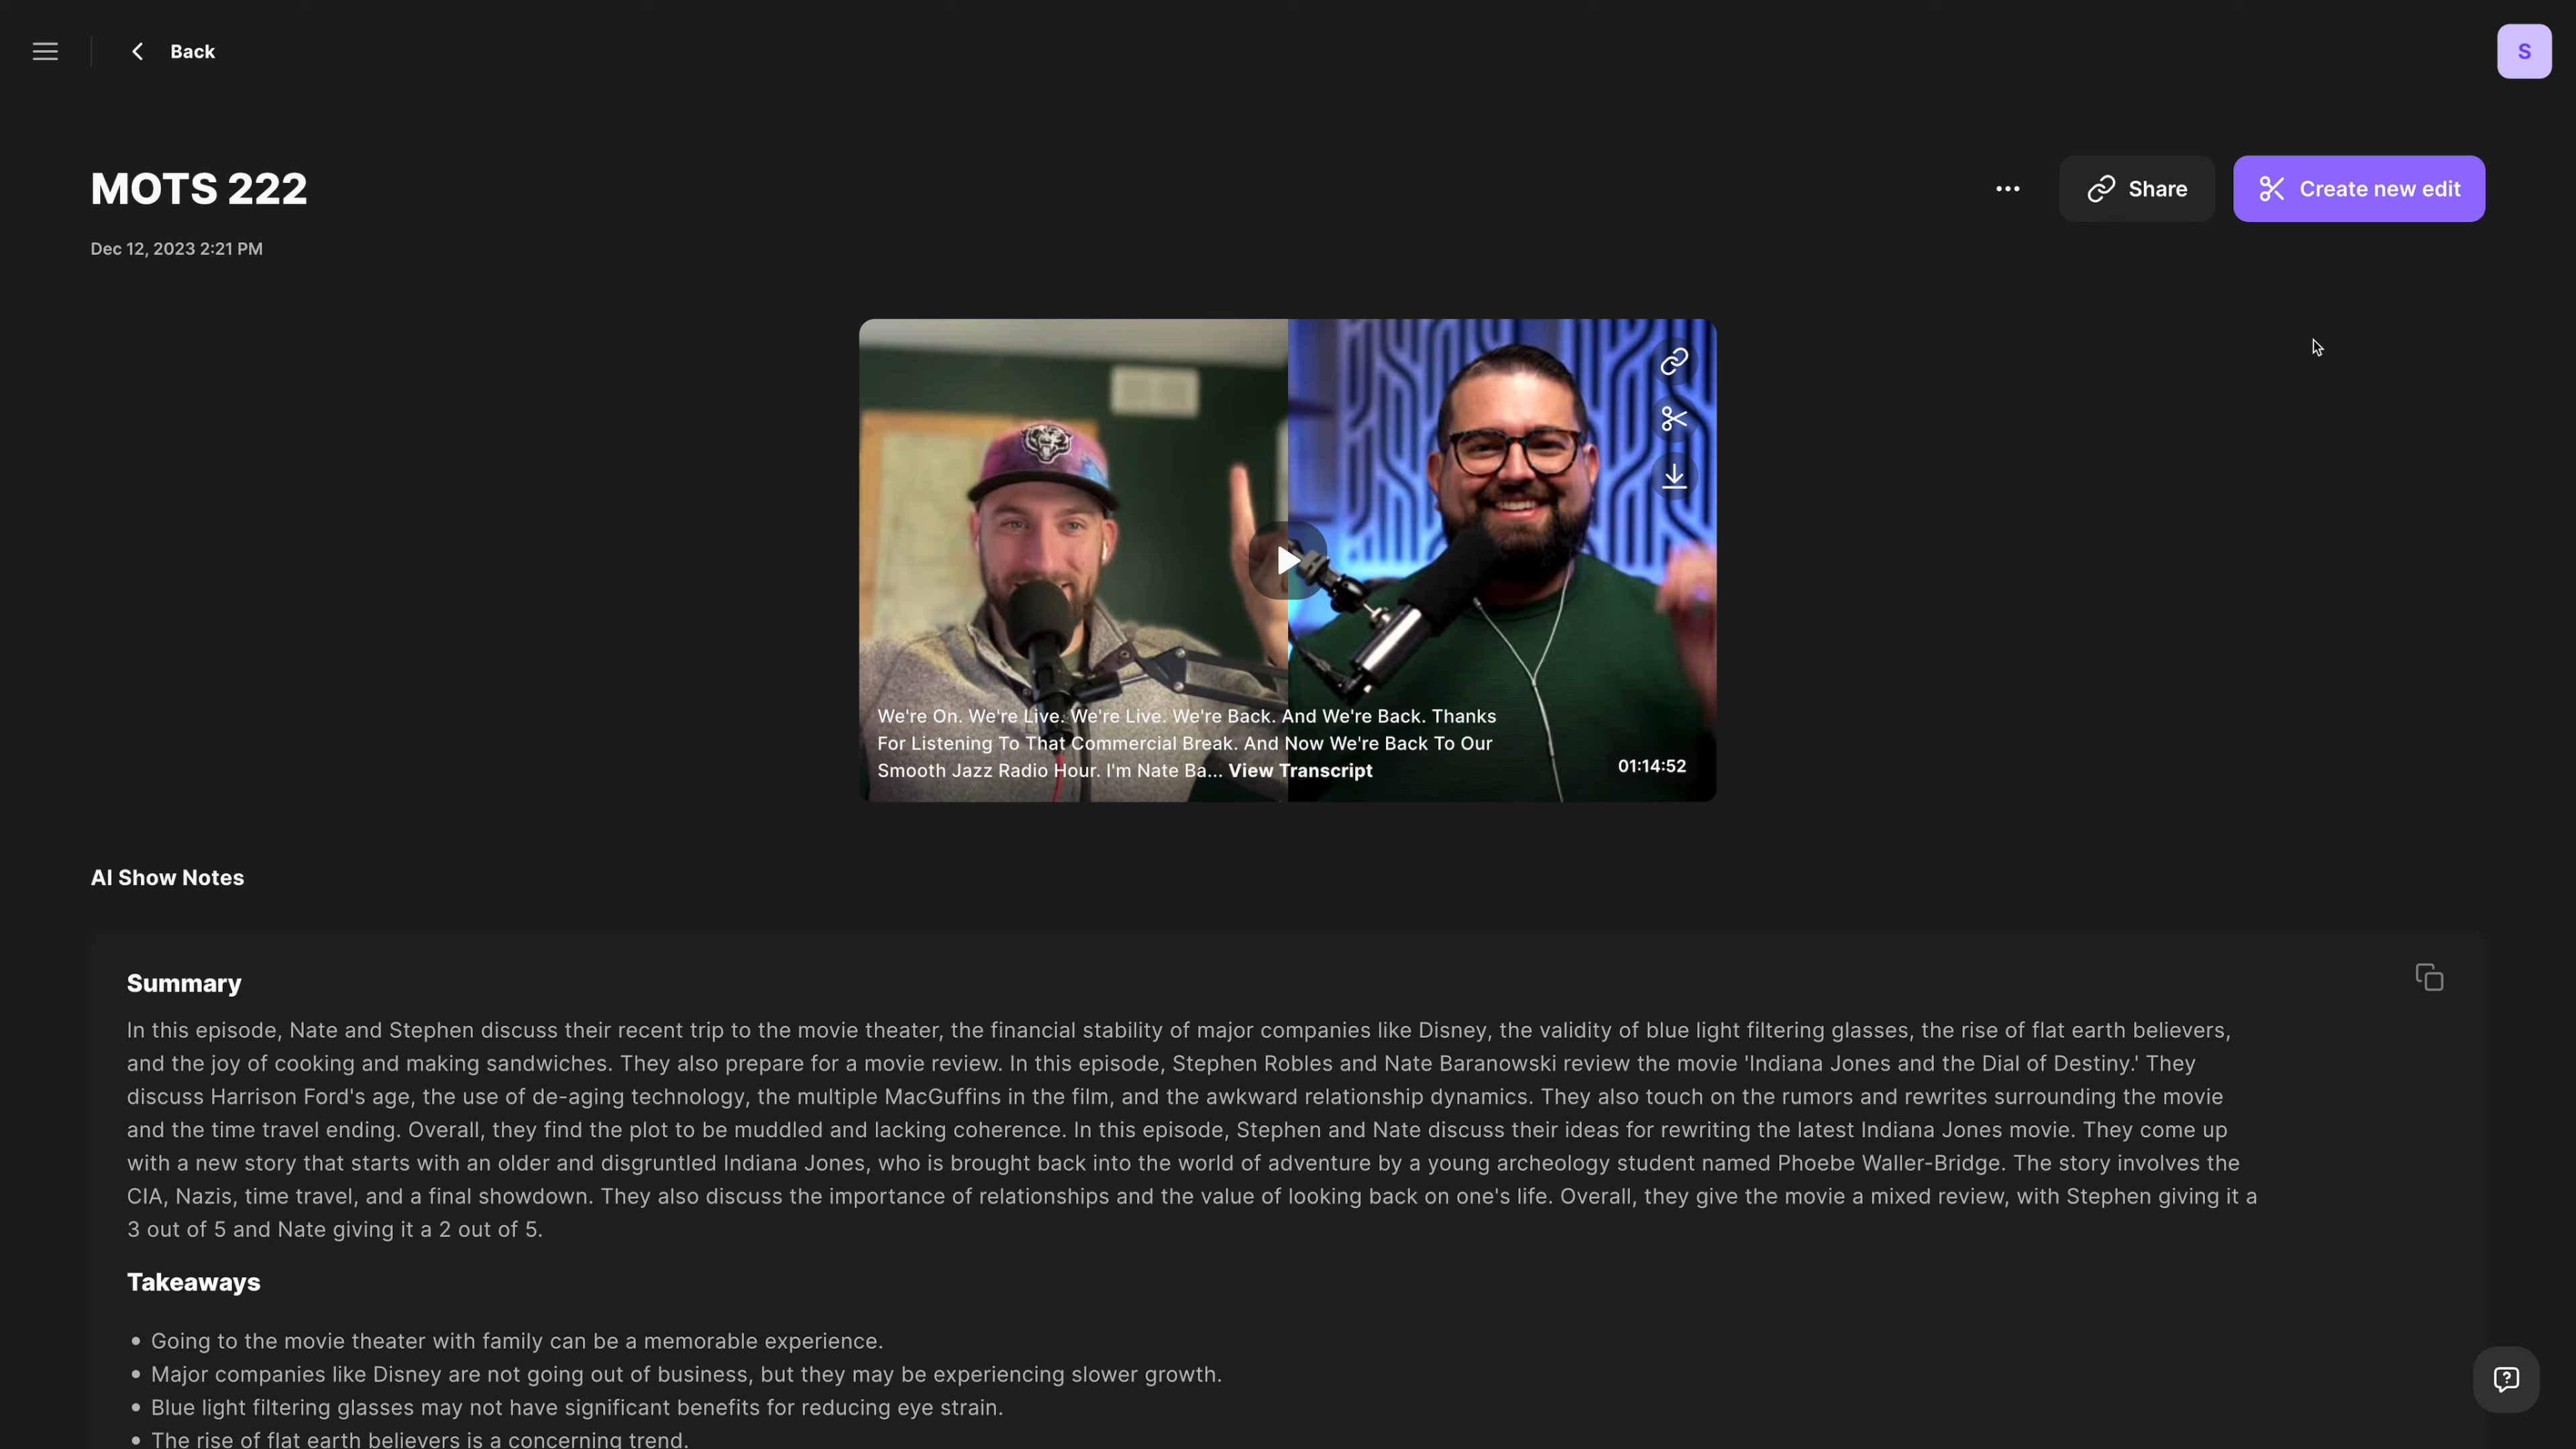 Back
S
MOTS 222
Share
Create new edit
Dec 12, 2023 2:21 PM
We're On. We're Live. We're Live. We're Back. And We're Back. Thanks
For Listening To That Commercial Break. And Now We're Back To Our
Smooth Jazz Radio Hour. I'm Nate Ba... View Transcript
01:14:52
AI Show Notes
Summary
In this episode, Nate and Stephen discuss their recent trip to the movie theater, the financial stability of major companies like Disney, the validity of blue light filtering glasses, the rise of flat earth believers,
and the joy of cooking and making sandwiches. They also prepare for a movie review. In this episode, Stephen Robles and Nate Baranowski review the movie 'Indiana Jones and the Dial of Destiny.' They
discuss Harrison Ford's age, the use of de-aging technology, the multiple MacGuffins in the film, and the awkward relationship dynamics. They also touch on the rumors and rewrites surrounding the movie
and the time travel ending. Overall, they find the plot to be muddled and lacking coherence. In this episode, Stephen and Nate discuss their ideas for rewriting the latest Indiana Jones movie. They come up
with a new story that starts with an older and disgruntled Indiana Jones, who is brought back into the world of adventure by a young archeology student named Phoebe Waller-Bridge. The story involves the
CIA, Nazis, time travel, and a final showdown. They also discuss the importance of relationships and the value of looking back on one's life. Overall, they give the movie a mixed review, with Stephen giving it a
3 out of 5 and Nate giving it a 2 out of 5.
Takeaways
• Going to the movie theater with family can be a memorable experience.
• Major companies like Disney are not going out of business, but they may be experiencing slower growth.
• Blue light filtering glasses may not have significant benefits for reducing eye strain.
• The rise of flat earth believers is a concerning trend.